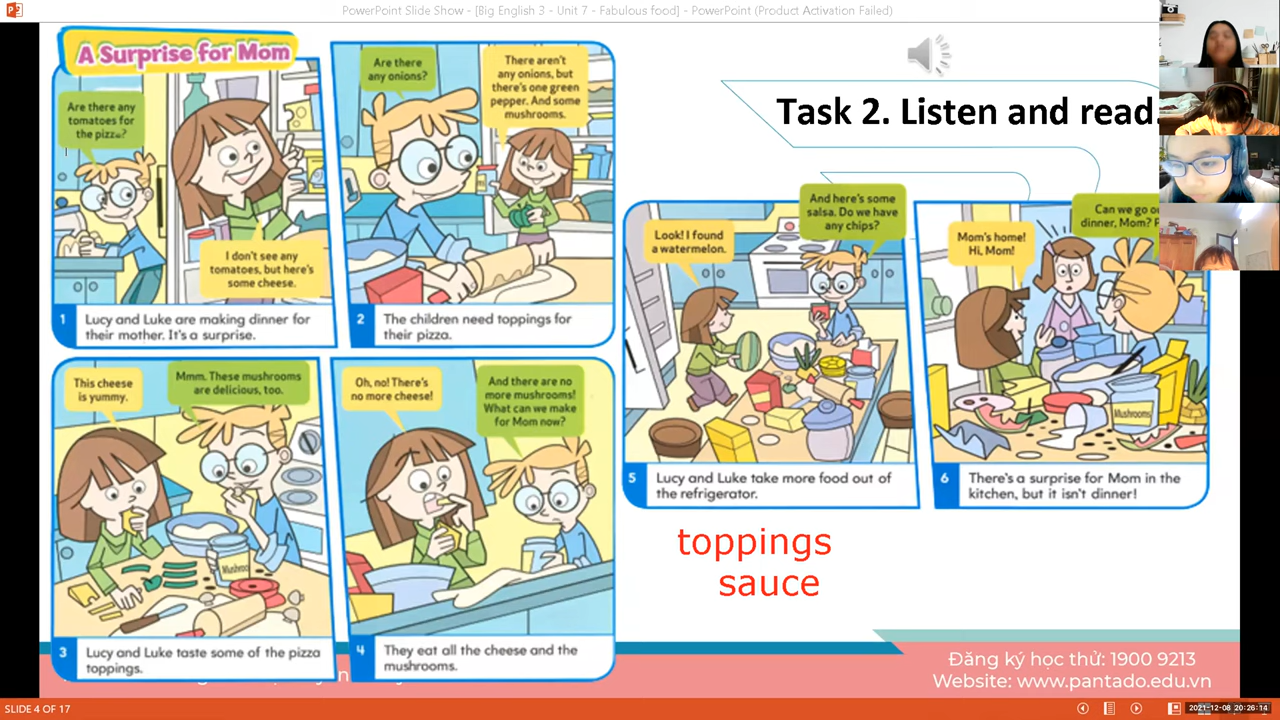 PowerPoint Slide Show - [Big English 3 - Unit 7 - Fabulous food] - PowerPoint (Product Activation Failed)
A Surprise for Mom
Are there any
tomatoes for
the pizza?
I don't see any
tomatoes, but here's
some cheese.
1
Lucy and Luke are making dinner for
their mother. It's a surprise.
Are there
any onions?
There aren't
any onions, but
there's one green
pepper. And some
mushrooms.
2
The children need toppings for
their pizza.
This cheese
is yummy.
Mmm. These mushrooms
are delicious, too.
Mushroo
3
Lucy and Luke taste some of the pizza
toppings.
Oh, no! There's
no more cheese!
And there are no
more mushrooms!
What can we make
for Mom now?
4
They eat all the cheese and the
mushrooms.
Task 2. Listen and read.
Look! I found
a watermelon.
And here's some
salsa. Do we have
any chips?
5
Lucy and Luke take more food out of
the refrigerator.
Mom's home!
Hi, Mom!
Can we go
dinner, Mom?
Mushrooms
6
There's a surprise for Mom in the
kitchen, but it isn't dinner!
toppings
sauce
Đăng ký học thử: 1900 9213
Website: www.pantado.edu.vn
SLIDE 4 OF 17
2021-12-08 20:26:14